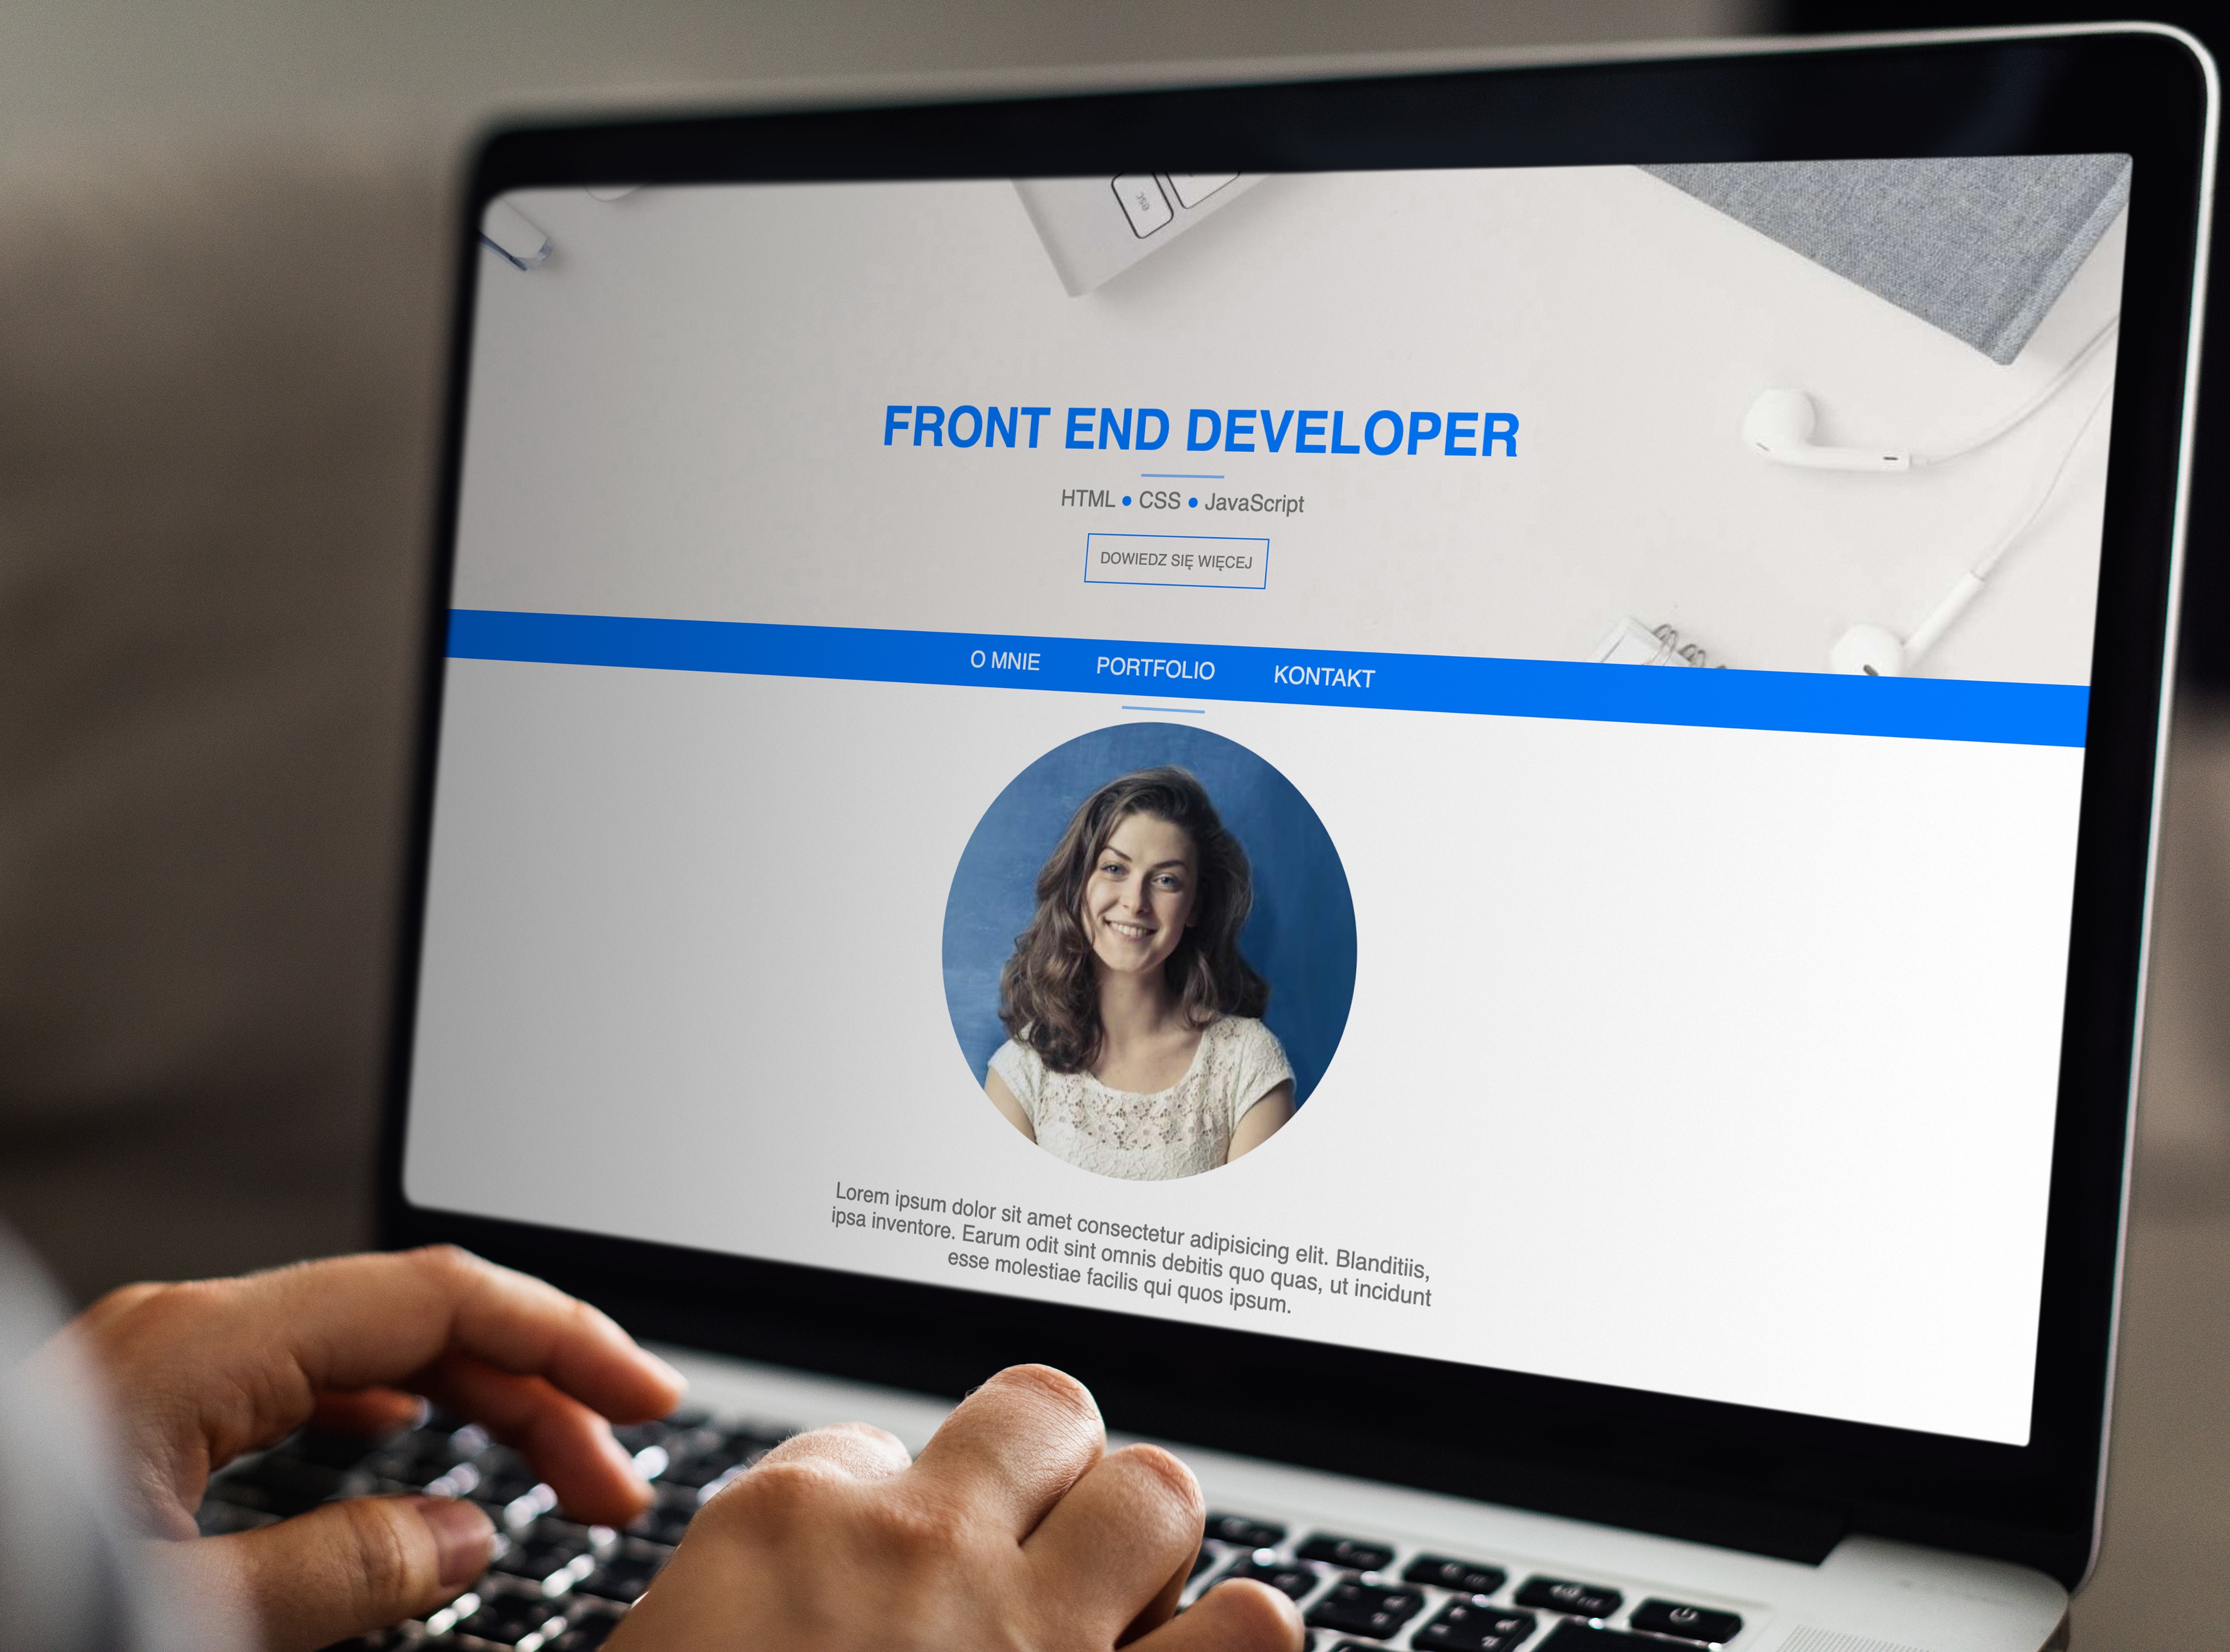 esc
FRONT END DEVELOPER
HTML • CSS • JavaScript
DOWIEDZ SIĘ WIĘCEJ
O MNIE PORTFOLIO KONTAKT
Lorem ipsum dolor sit amet consectetur adipisicing elit. Blanditiis,
ipsa inventore. Earum odit sint omnis debitis quo quas, ut incidunt
esse molestiae facilis qui quos ipsum.